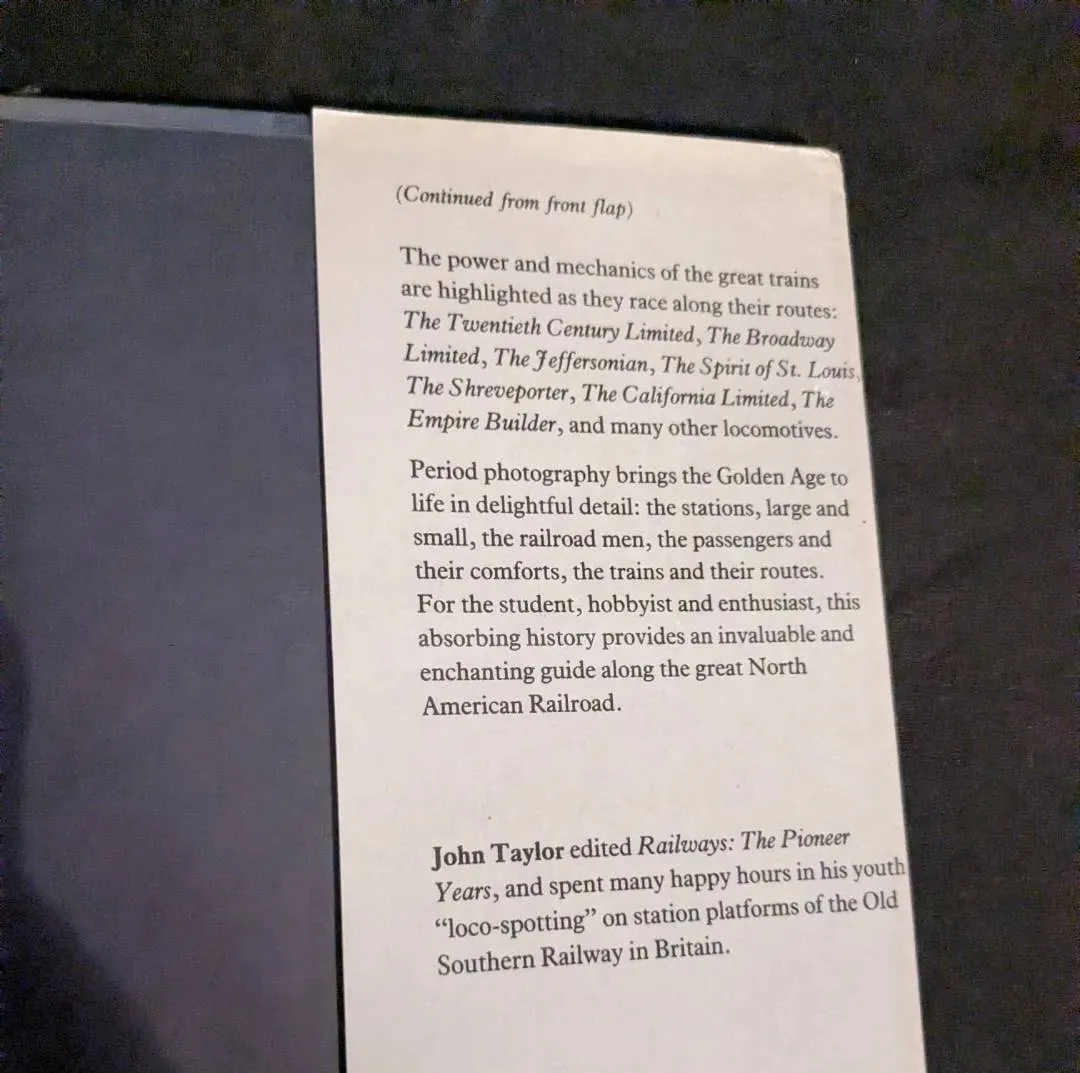 (Continued from front flap)
The power and mechanics of the great trains
are highlighted as they race along their routes:
The Twentieth Century Limited, The Broadway
Limited, The Jeffersonian, The Spirit of St. Louis,
The Shreveporter, The California Limited, The
Empire Builder, and many other locomotives.
Period photography brings the Golden Age to
life in delightful detail: the stations, large and
small, the railroad men, the passengers and
their comforts, the trains and their routes.
For the student, hobbyist and enthusiast, this
absorbing history provides an invaluable and
enchanting guide along the great North
American Railroad.
John Taylor edited Railways: The Pioneer
Years, and spent many happy hours in his youth
“loco-spotting” on station platforms of the Old
Southern Railway in Britain.